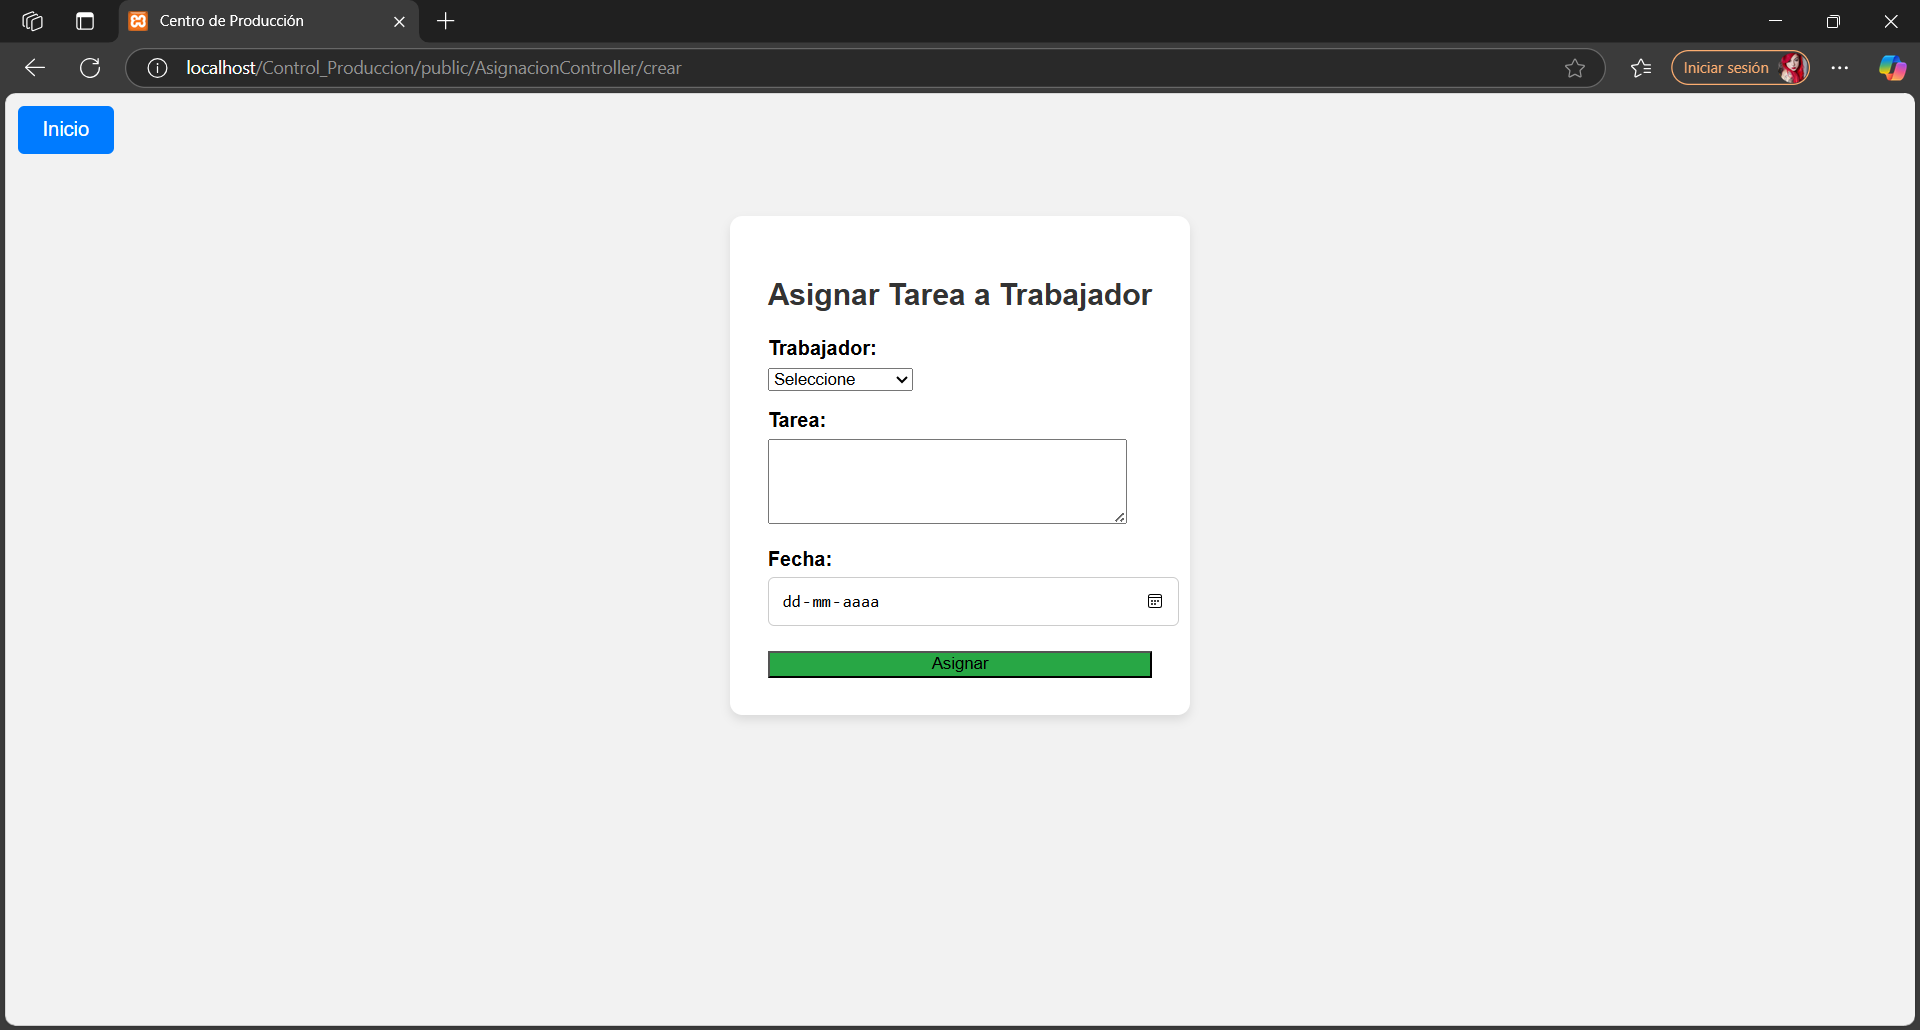 Centro de Producción
localhost/Control_Produccion/public/AsignacionController/crear
Iniciar sesión
Inicio
Asignar Tarea a Trabajador
Trabajador:
Seleccione
Tarea:
Fecha:
dd-mm-aaaa
Asignar